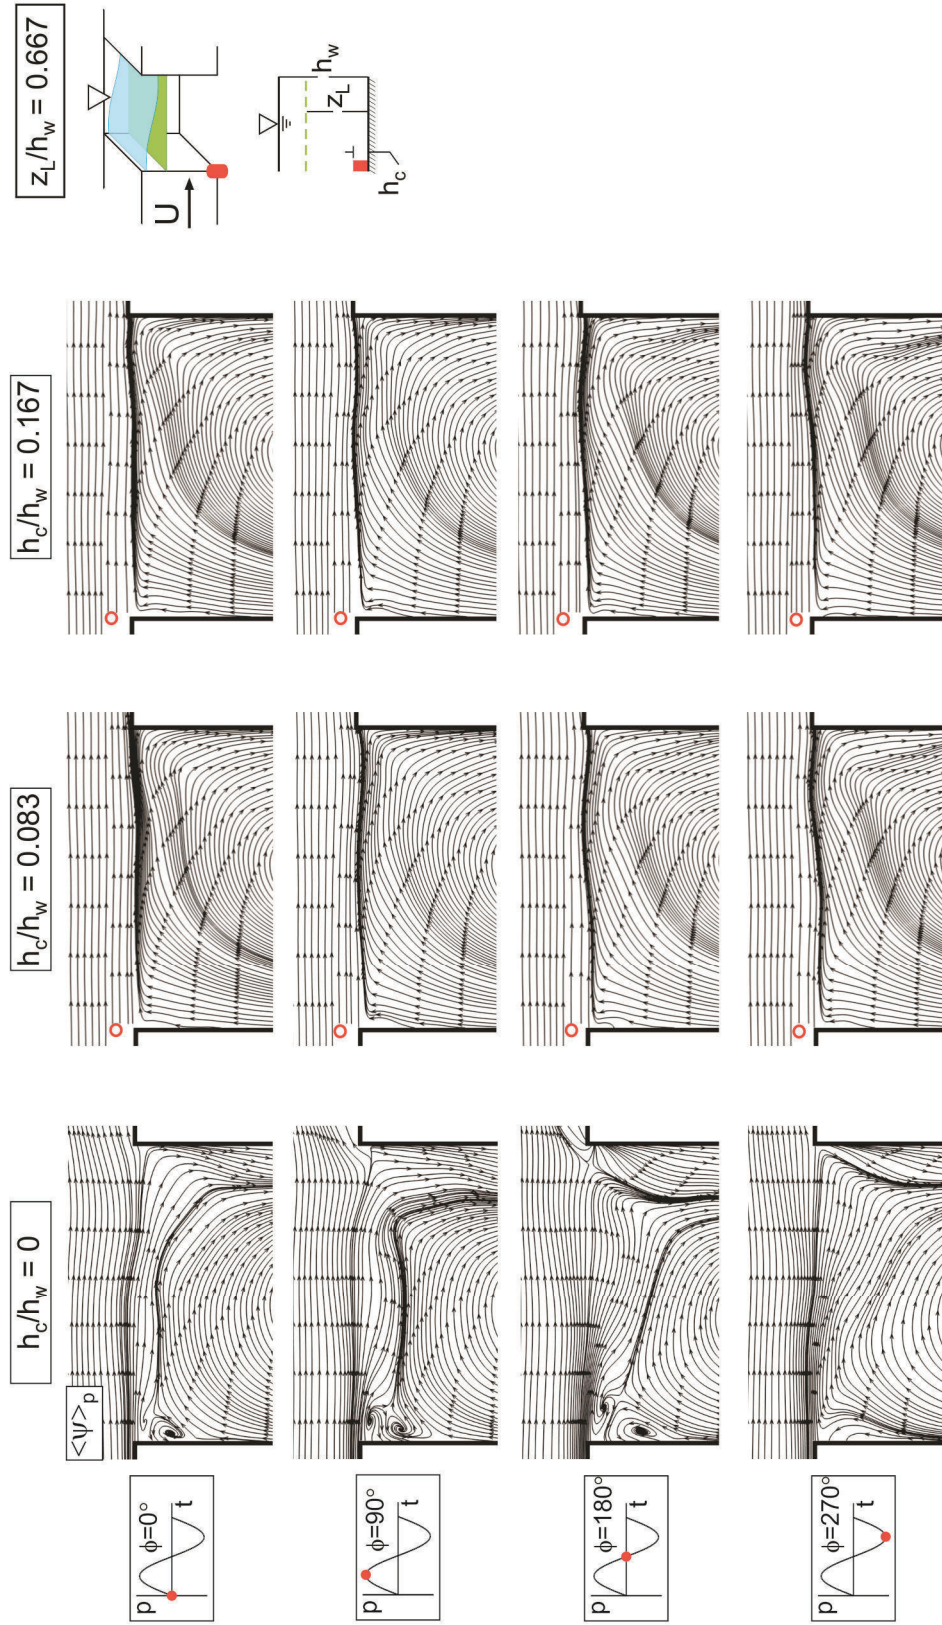 h_c/h_w = 0
h_c/h_w = 0.083
h_c/h_w = 0.167
z_L/h_w = 0.667
<ψ>_p
p
ϕ=0°
t
p
ϕ=90°
t
p
ϕ=180°
t
p
ϕ=270°
t
U
h_w
z_L
h_c